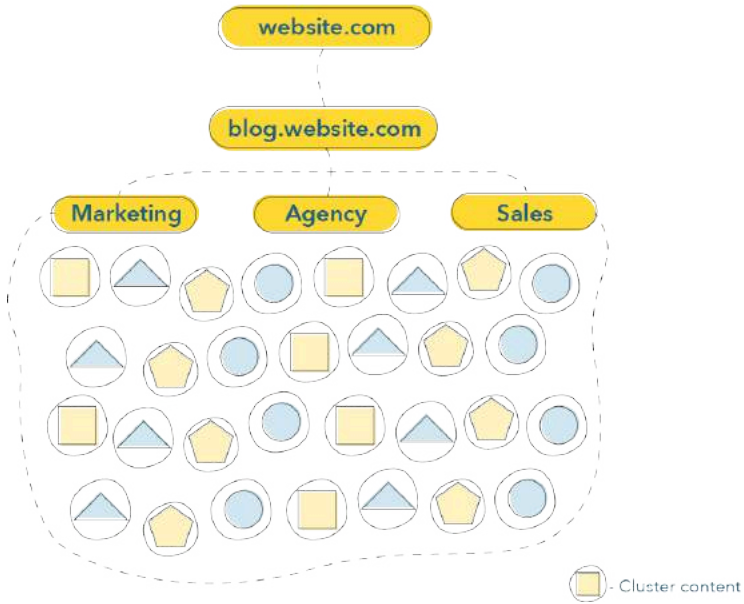 website.com
blog.website.com
Marketing
Agency
Sales
- Cluster content